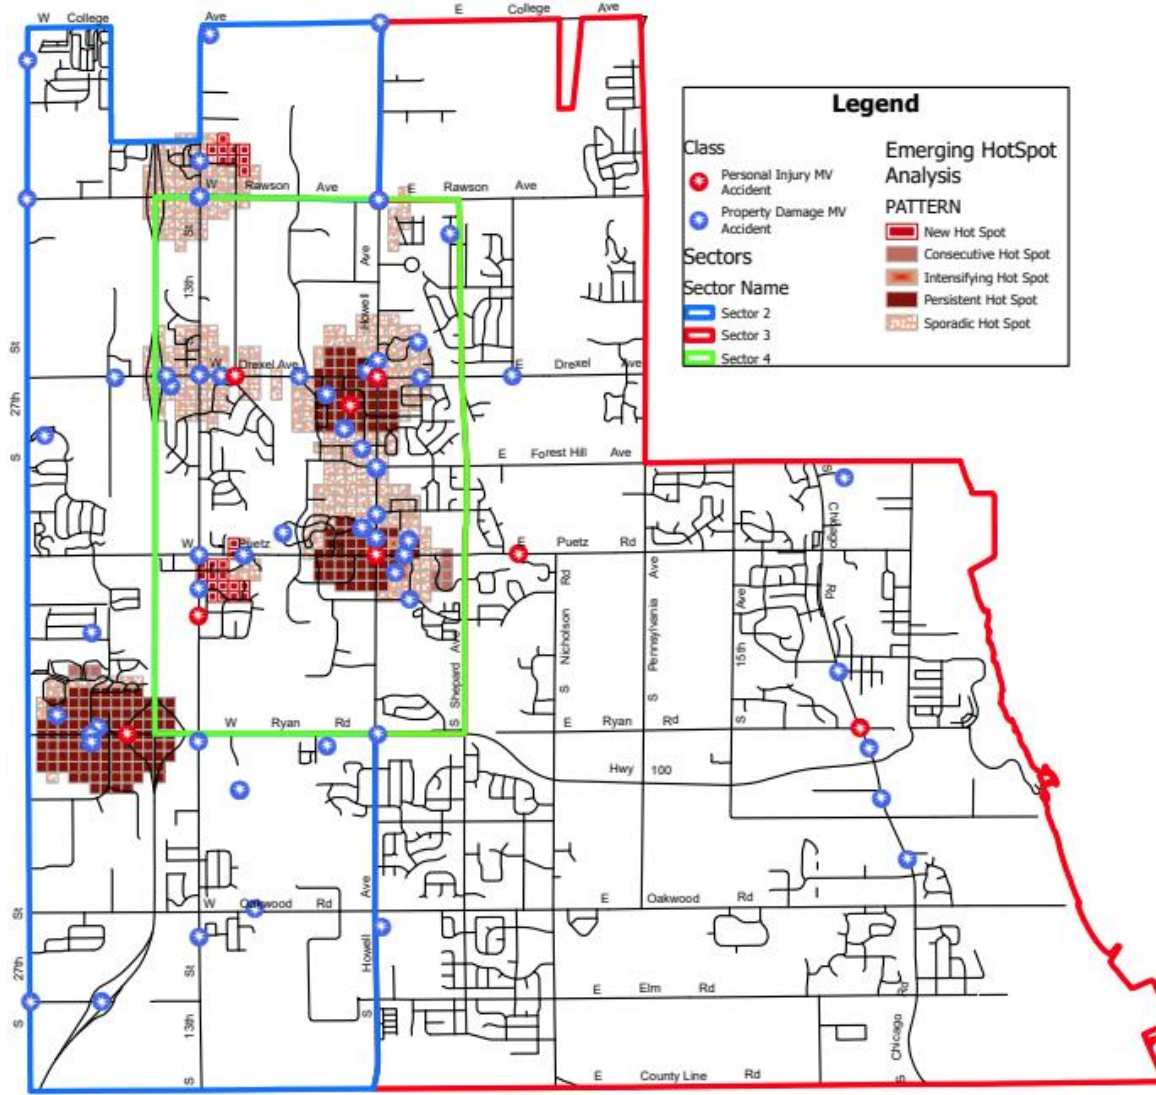 W College Ave E College Ave
Legend
Class
Personal Injury MV
Accident
Property Damage MV
Accident
Sectors
Sector Name
Sector 2
Sector 3
Sector 4
Emerging HotSpot
Analysis
PATTERN
New Hot Spot
Consecutive Hot Spot
Intensifying Hot Spot
Persistent Hot Spot
Sporadic Hot Spot
W Rawson Ave E Rawson Ave
13th St
Howell Ave
S 27th St
W Drexel Ave E Drexel Ave
E Forest Hill Ave
W Puetz E Puetz Rd
S Chicago Rd
S Nicholson Rd
S Pennsylvania Ave
S 15th Ave
S Shepard Ave
W Ryan Rd E Ryan Rd
Hwy 100
W Oakwood Rd E Oakwood Rd
S 27th St
S 13th St
S Howell Ave
E Elm Rd
S Chicago Rd
E County Line Rd